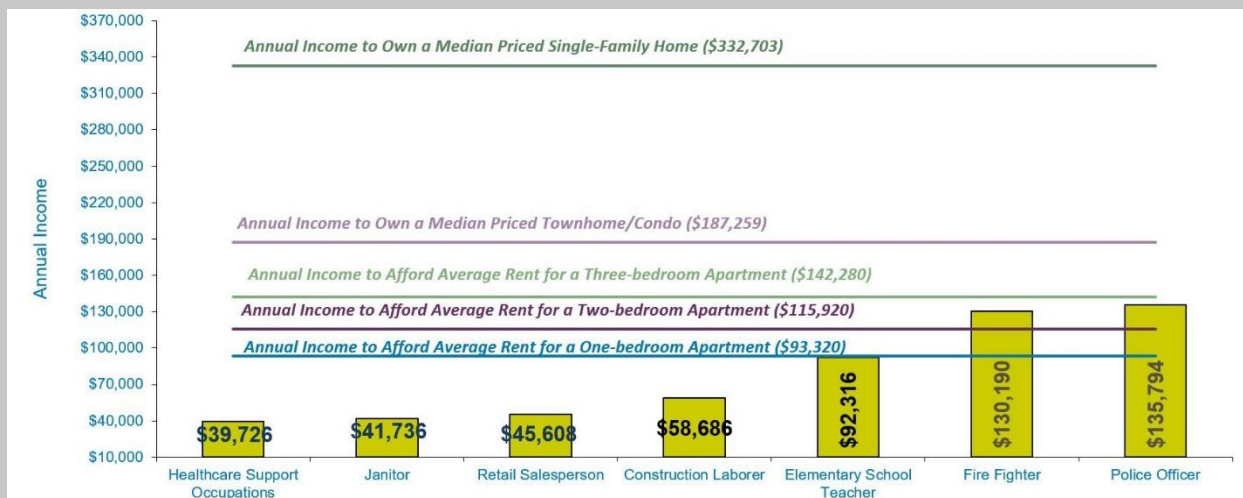 $370,000
Annual Income to Own a Median Priced Single-Family Home ($332,703)
$340,000
$310,000
$280,000
$250,000
$220,000
Annual Income to Own a Median Priced Townhome/Condo ($187,259)
$190,000
Annual Income to Afford Average Rent for a Three-bedroom Apartment ($142,280)
$160,000
$130,000
Annual Income to Afford Average Rent for a Two-bedroom Apartment ($115,920)
$100,000
Annual Income to Afford Average Rent for a One-bedroom Apartment ($93,320)
$70,000
$40,000
$10,000
Annual Income
$39,726
$41,736
$45,608
$58,686
$92,316
$130,190
$135,794
Healthcare Support
Occupations
Janitor
Retail Salesperson
Construction Laborer
Elementary School
Teacher
Fire Fighter
Police Officer